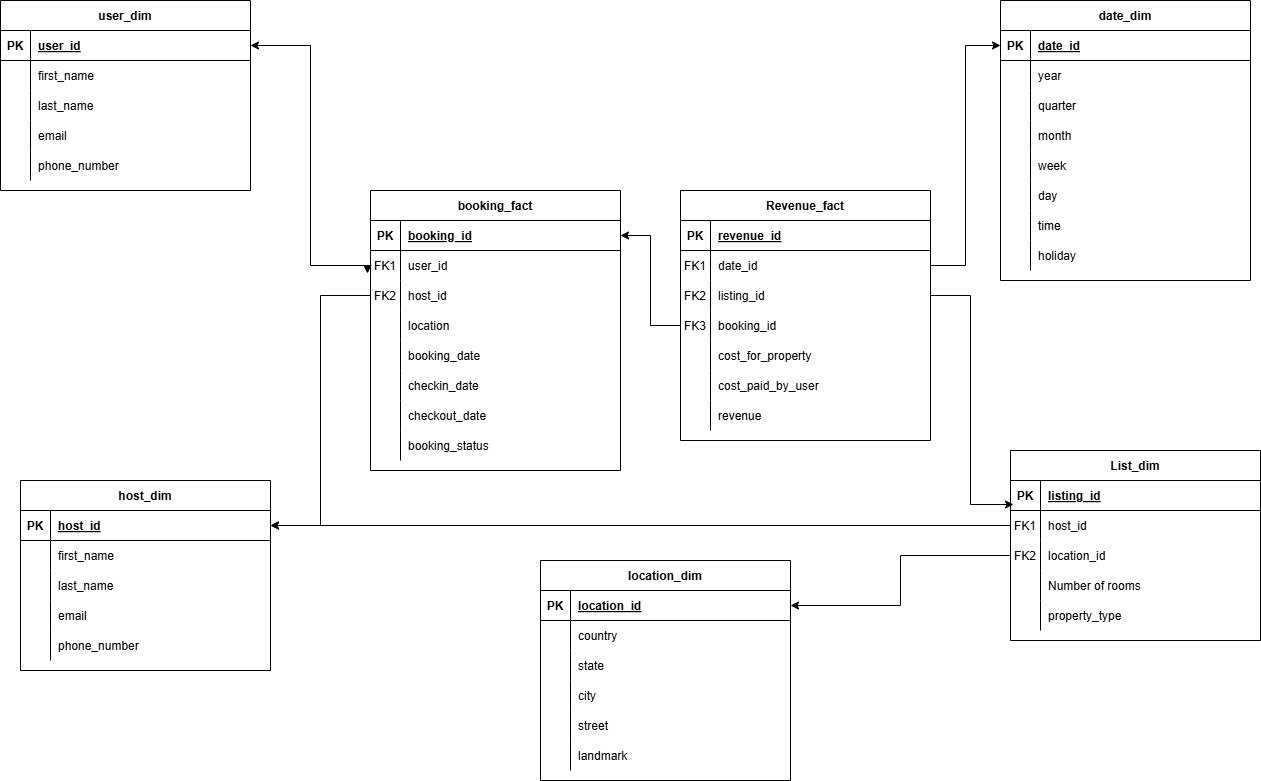 user_dim
PK user_id
first_name
last_name
email
phone_number
date_dim
PK date_id
year
quarter
month
week
day
time
holiday
booking_fact
PK booking_id
FK1 user_id
FK2 host_id
location
booking_date
checkin_date
checkout_date
booking_status
Revenue_fact
PK revenue_id
FK1 date_id
FK2 listing_id
FK3 booking_id
cost_for_property
cost_paid_by_user
revenue
host_dim
PK host_id
first_name
last_name
email
phone_number
location_dim
PK location_id
country
state
city
street
landmark
List_dim
PK listing_id
FK1 host_id
FK2 location_id
Number of rooms
property_type